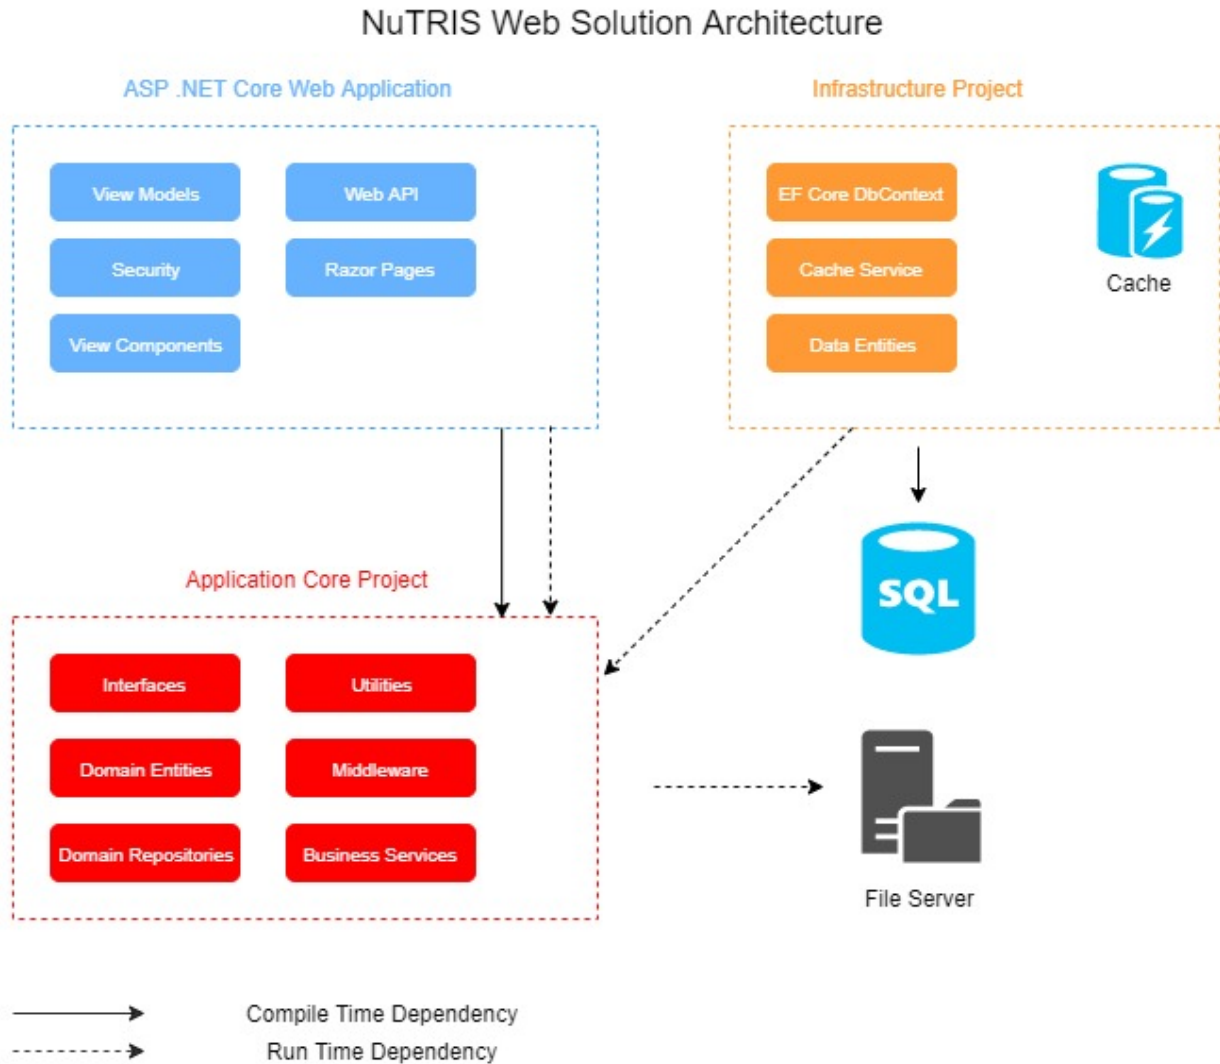 NuTRIS Web Solution Architecture
ASP .NET Core Web Application
Infrastructure Project
View Models
Web API
EF Core DbContext
Security
Razor Pages
Cache Service
Cache
View Components
Data Entities
Application Core Project
SQL
Interfaces
Utilities
Domain Entities
Middleware
Domain Repositories
Business Services
File Server
Compile Time Dependency
Run Time Dependency